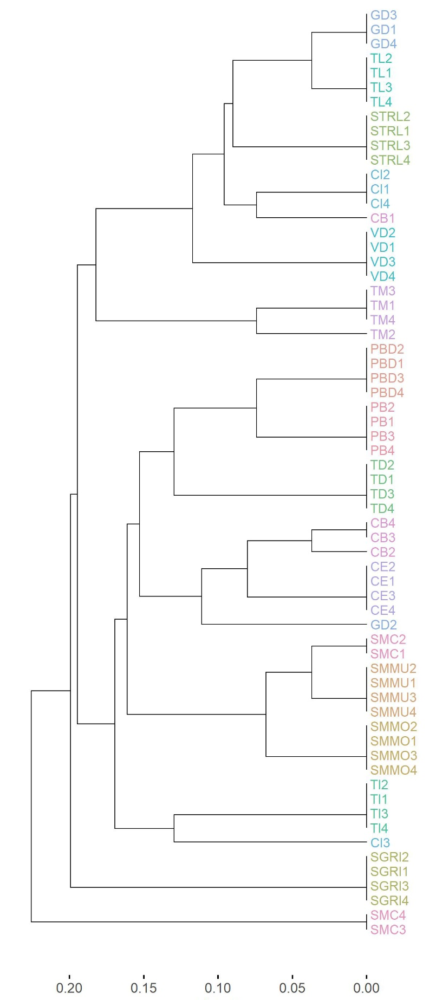 GD3
GD1
GD4
TL2
TL1
TL3
TL4
STRL2
STRL1
STRL3
STRL4
CI2
CI1
CI4
CB1
VD2
VD1
VD3
VD4
TM3
TM1
TM4
TM2
PBD2
PBD1
PBD3
PBD4
PB2
PB1
PB3
PB4
TD2
TD1
TD3
TD4
CB4
CB3
CB2
CE2
CE1
CE3
CE4
GD2
SMC2
SMC1
SMMU2
SMMU1
SMMU3
SMMU4
SMMO2
SMMO1
SMMO3
SMMO4
TI2
TI1
TI3
TI4
CI3
SGRI2
SGRI1
SGRI3
SGRI4
SMC4
SMC3
0.20 0.15 0.10 0.05 0.00